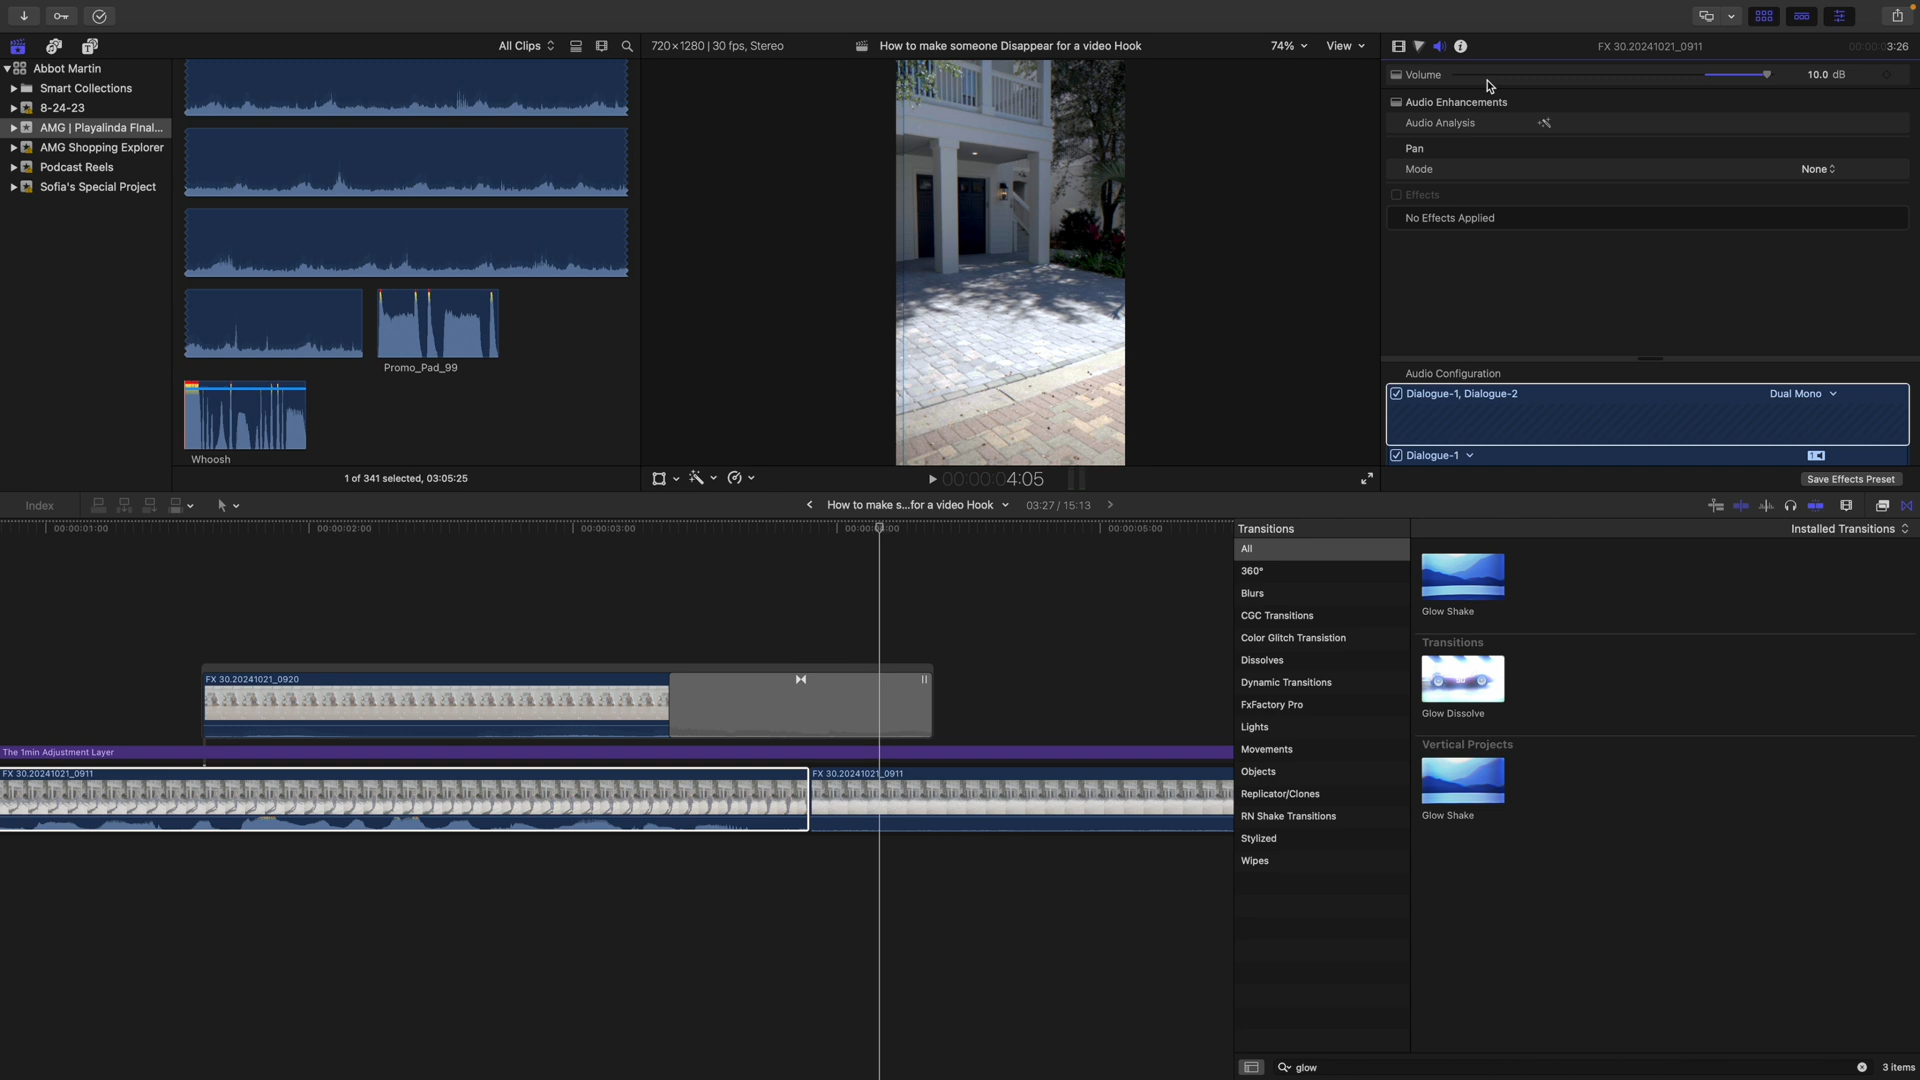 All Clips
720×1280 | 30 fps, Stereo
How to make someone Disappear for a video Hook
74%
View
FX 30.20241021_0911
00:00:03:26
Abbot Martin
Smart Collections
8-24-23
AMG | Playalinda FInal...
AMG Shopping Explorer
Podcast Reels
Sofia's Special Project
Promo_Pad_99
Whoosh
1 of 341 selected, 03:05:25
00:00:04:05
Volume
10.0 dB
Audio Enhancements
Audio Analysis
Pan
Mode
None
Effects
No Effects Applied
Audio Configuration
Dialogue-1, Dialogue-2
Dual Mono
Dialogue-1
Save Effects Preset
Index
How to make s...for a video Hook
03:27 / 15:13
00:00:01:00
00:00:02:00
00:00:03:00
00:00:05:00
FX 30.20241021_0920
The 1min Adjustment Layer
FX 30.20241021_0911
FX 30.20241021_0911
Transitions
Installed Transitions
All
360°
Blurs
CGC Transitions
Color Glitch Transistion
Dissolves
Dynamic Transitions
FxFactory Pro
Lights
Movements
Objects
Replicator/Clones
RN Shake Transitions
Stylized
Wipes
Glow Shake
Transitions
Glow Dissolve
Vertical Projects
Glow Shake
glow
3 items